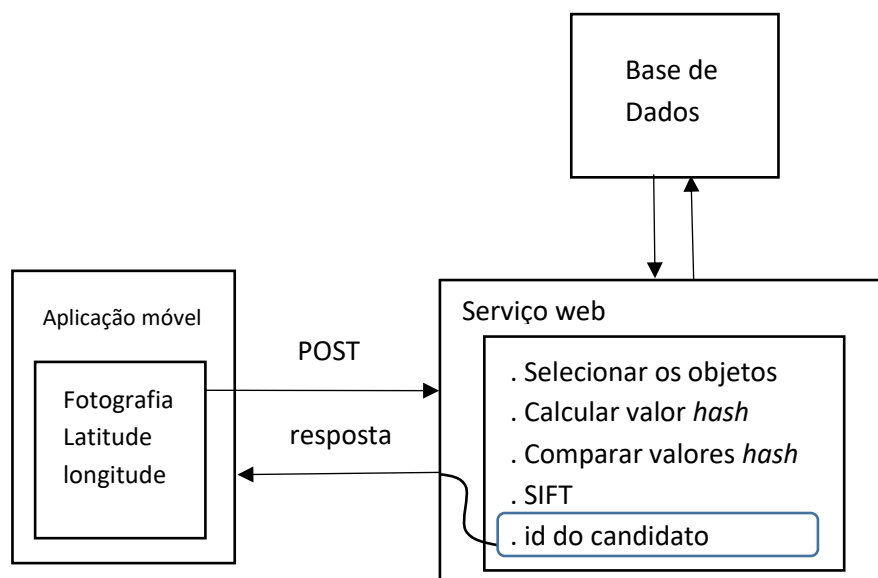 Base de
Dados
Aplicação móvel
Fotografia
Latitude
longitude
POST
resposta
Serviço web
. Selecionar os objetos
. Calcular valor hash
. Comparar valores hash
. SIFT
. id do candidato